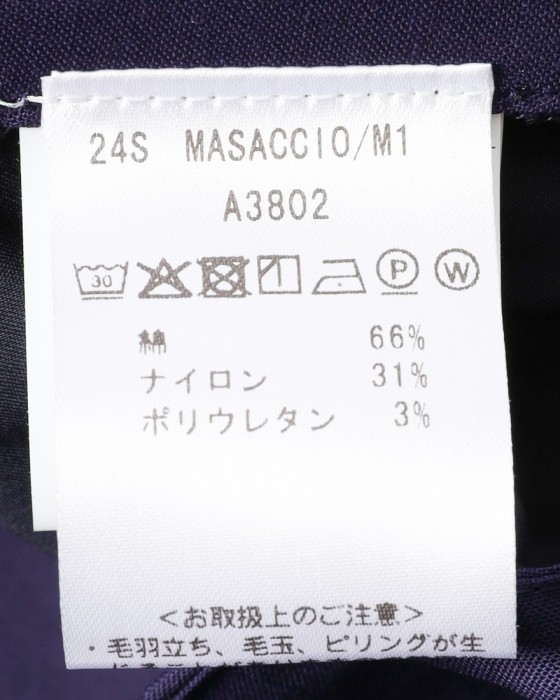 24S MASACCIO/M1
A3802
30 P W
綿 66%
ナイロン 31%
ポリウレタン 3%
＜お取扱上のご注意＞
・毛羽立ち、毛玉、ピリングが生